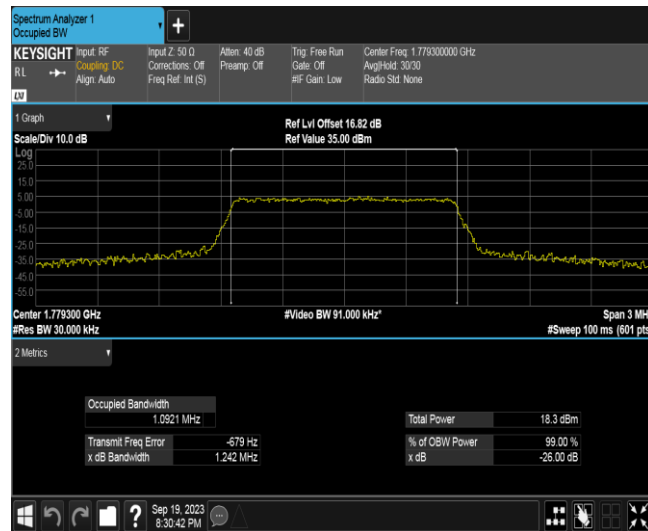 Spectrum Analyzer 1
Occupied BW
+
KEYSIGHT Input: RF Input Z: 50 Ω Atten: 40 dB Trig: Free Run Center Freq: 1.779300000 GHz
RL Coupling: DC Corrections: Off Preamp: Off Gate: Off Avg|Hold: 30/30
Align: Auto Freq Ref: Int (S) #IF Gain: Low Radio Std: None
LXI
1 Graph
Ref Lvl Offset 16.82 dB
Scale/Div 10.0 dB Ref Value 35.00 dBm
Log
25.0
15.0
5.00
-5.00
-15.0
-25.0
-35.0
-45.0
-55.0
Center 1.779300 GHz #Video BW 91.000 kHz* Span 3 MH
#Res BW 30.000 kHz #Sweep 100 ms (601 pts
2 Metrics
Occupied Bandwidth
1.0921 MHz Total Power 18.3 dBm
Transmit Freq Error -679 Hz % of OBW Power 99.00 %
x dB Bandwidth 1.242 MHz x dB -26.00 dB
? Sep 19, 2023
8:30:42 PM